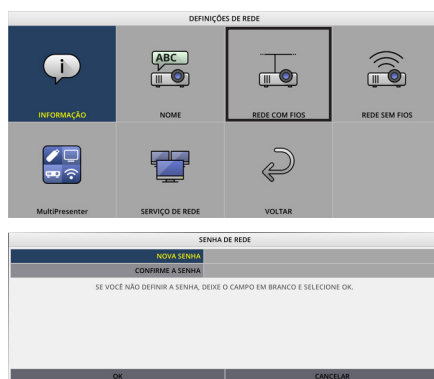 DEFINIÇÕES DE REDE
ABC
INFORMAÇÃO
NOME
REDE COM FIOS
REDE SEM FIOS
MultiPresenter
SERVIÇO DE REDE
VOLTAR
SENHA DE REDE
NOVA SENHA
CONFIRME A SENHA
SE VOCÊ NÃO DEFINIR A SENHA, DEIXE O CAMPO EM BRANCO E SELECIONE OK.
OK
CANCELAR